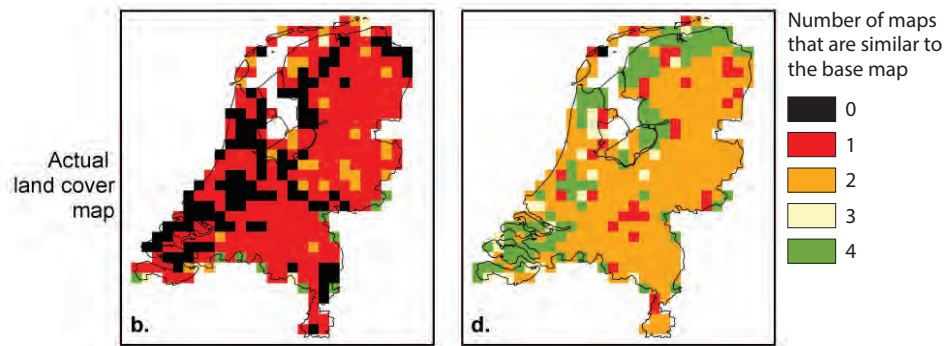 Number of maps
that are similar to
the base map
0
1
2
3
4
Actual
land cover
map
b.
d.